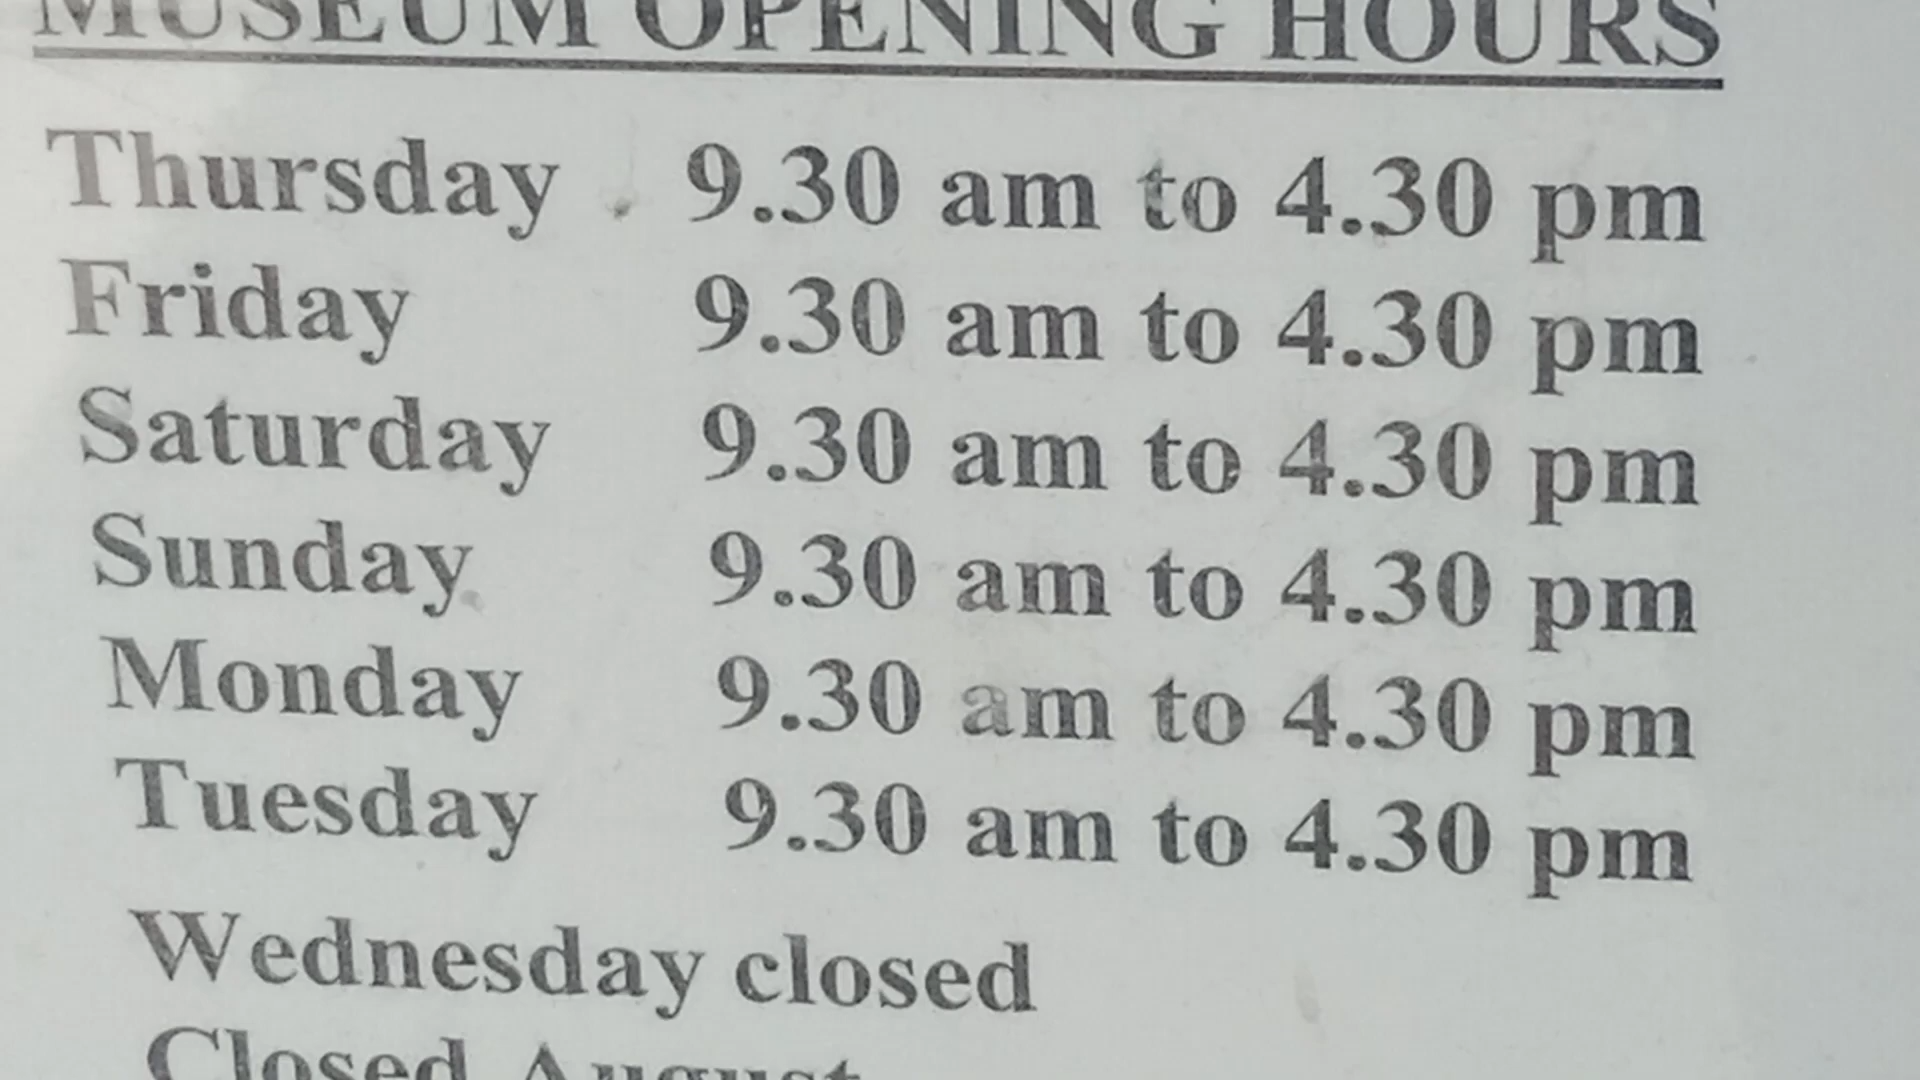 MUSEUM OPENING HOURS
Thursday 9.30 am to 4.30 pm
Friday 9.30 am to 4.30 pm
Saturday 9.30 am to 4.30 pm
Sunday 9.30 am to 4.30 pm
Monday 9.30 am to 4.30 pm
Tuesday 9.30 am to 4.30 pm
Wednesday closed
Closed August